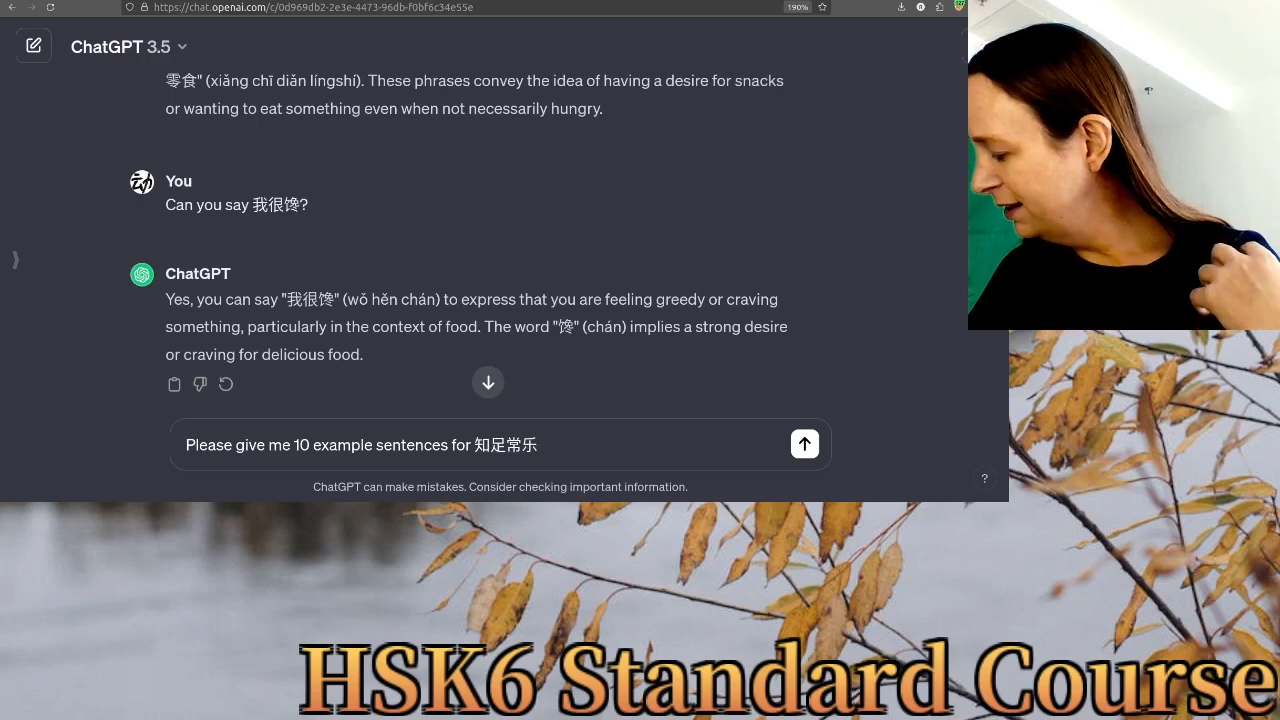 https://chat.openai.com/c/0d969db2-2e3e-4473-96db-f0bf6c34e55e
190%
ChatGPT 3.5
零食" (xiǎng chī diǎn língshí). These phrases convey the idea of having a desire for snacks
or wanting to eat something even when not necessarily hungry.
You
Can you say 我很馋?
ChatGPT
Yes, you can say "我很馋" (wǒ hěn chán) to express that you are feeling greedy or craving
something, particularly in the context of food. The word "馋" (chán) implies a strong desire
or craving for delicious food.
Please give me 10 example sentences for 知足常乐
ChatGPT can make mistakes. Consider checking important information.
?
HSK6 Standard Course